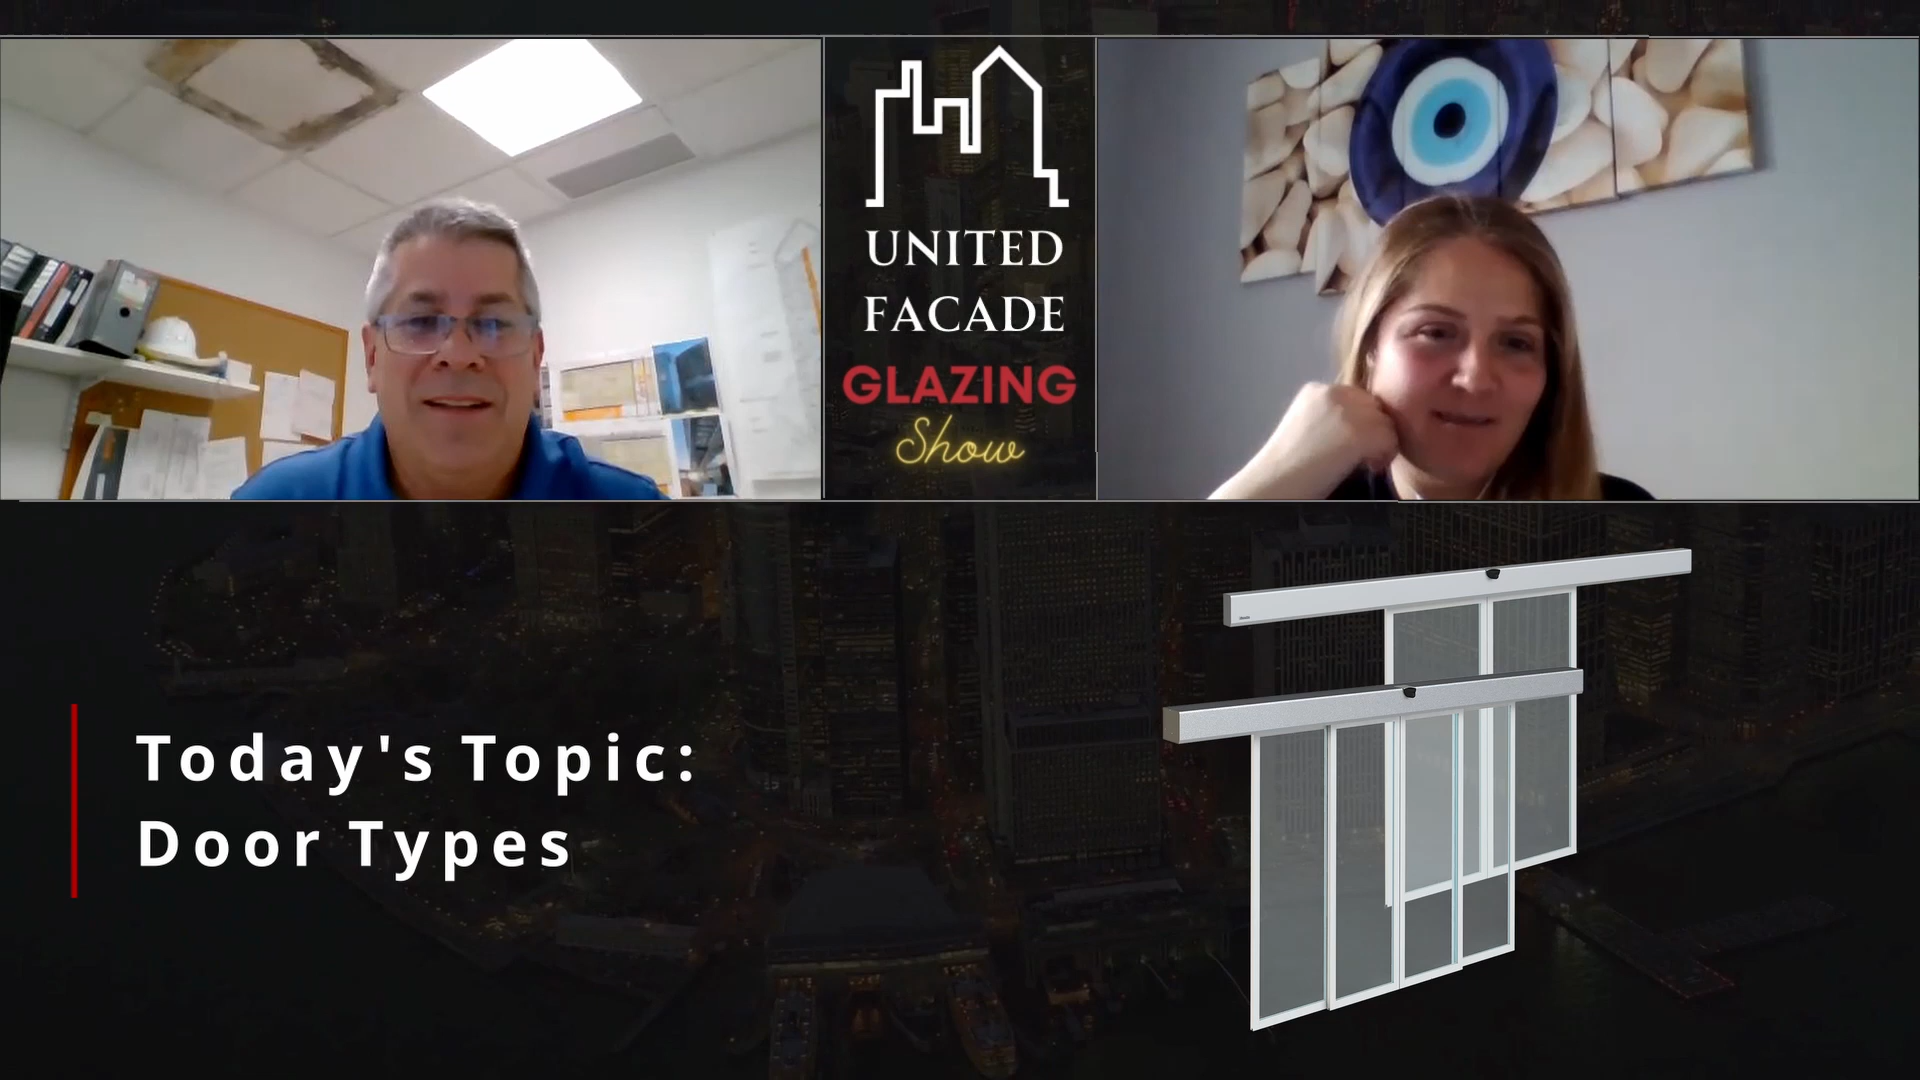 UNITED
FACADE
GLAZING
Show
Today's Topic:
Door Types